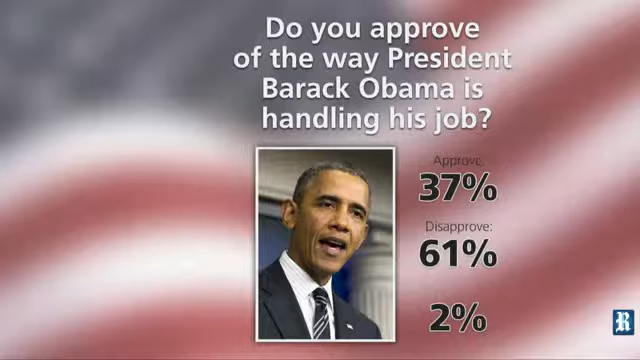 Do you approve
of the way President
Barack Obama is
handling his job?
Approve:
37%
Disapprove:
61%
2%
R